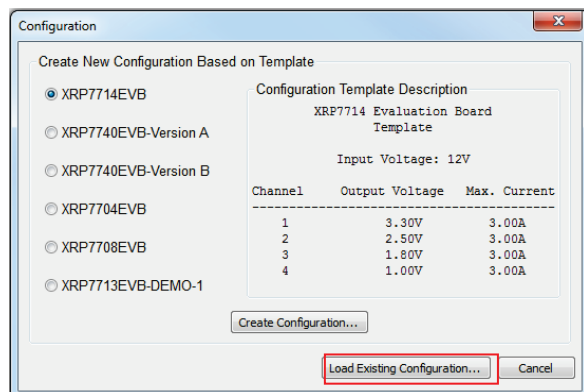 Configuration
Create New Configuration Based on Template
XRP7714EVB
XRP7740EVB-Version A
XRP7740EVB-Version B
XRP7704EVB
XRP7708EVB
XRP7713EVB-DEMO-1
Configuration Template Description
XRP7714 Evaluation Board
Template
Input Voltage: 12V
Channel Output Voltage Max. Current
--------------------------------------------
1 3.30V 3.00A
2 2.50V 3.00A
3 1.80V 3.00A
4 1.00V 3.00A
Create Configuration...
Load Existing Configuration... Cancel